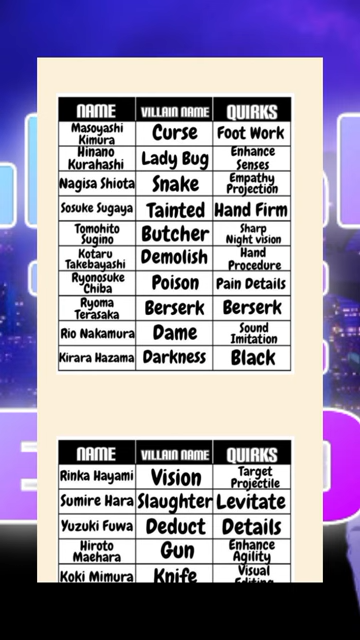 NAME VILLAIN NAME QUIRKS
Masoyashi Kimura Curse Foot Work
Hinano Kurahashi Lady Bug Enhance Senses
Nagisa Shiota Snake Empathy Projection
Sosuke Sugaya Tainted Hand Firm
Tomohito Sugino Butcher Sharp Night vision
Kotaru Takebayashi Demolish Hand Procedure
Ryonosuke Chiba Poison Pain Details
Ryoma Terasaka Berserk Berserk
Rio Nakamura Dame Sound Imitation
Kirara Hazama Darkness Black
NAME VILLAIN NAME QUIRKS
Rinka Hayami Vision Target Projectile
Sumire Hara Slaughter Levitate
Yuzuki Fuwa Deduct Details
Hiroto Maehara Gun Enhance Agility
Koki Mimura Knife Visual Editing